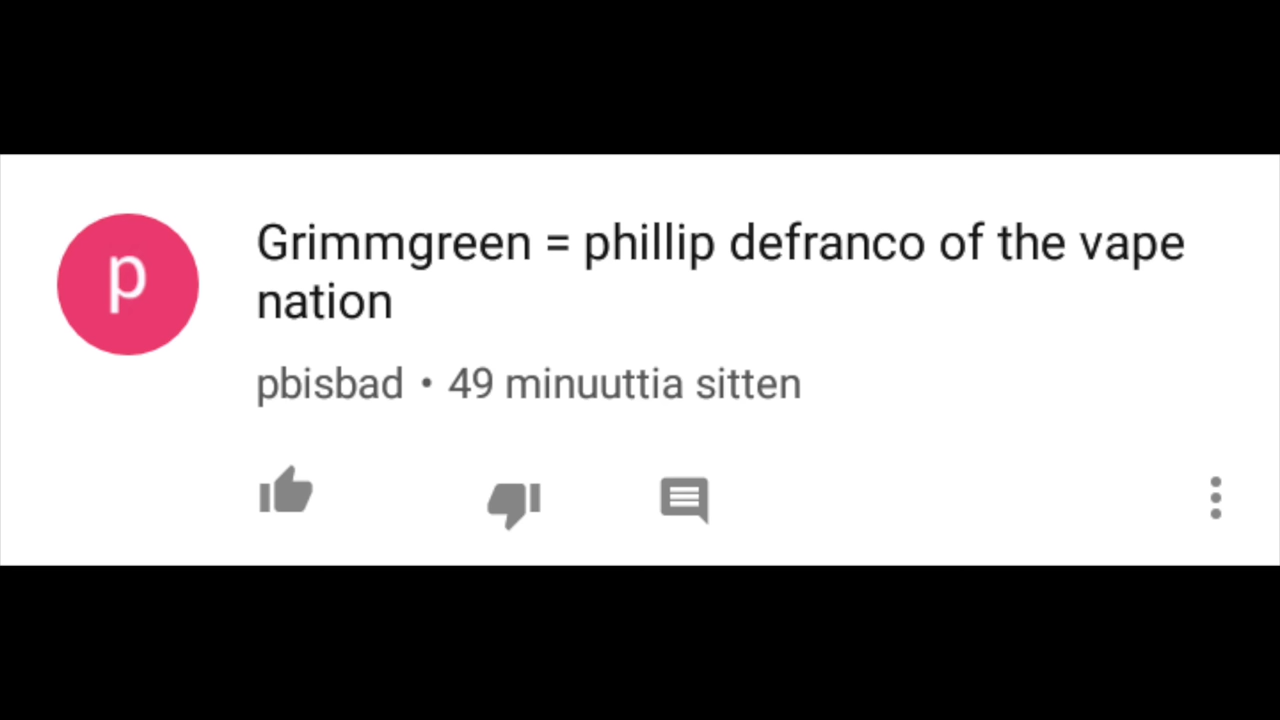 p
Grimmgreen = phillip defranco of the vape
nation
pbisbad • 49 minuuttia sitten